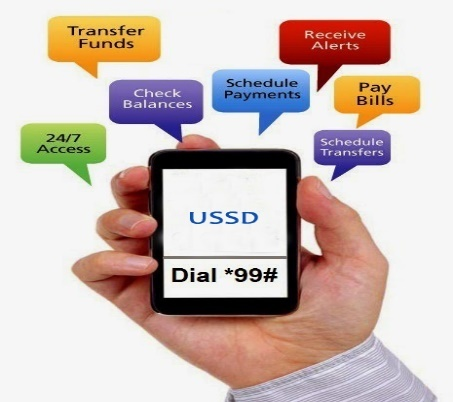 Transfer
Funds
Receive
Alerts
Check
Balances
Schedule
Payments
Pay
Bills
24/7
Access
Schedule
Transfers
USSD
Dial *99#